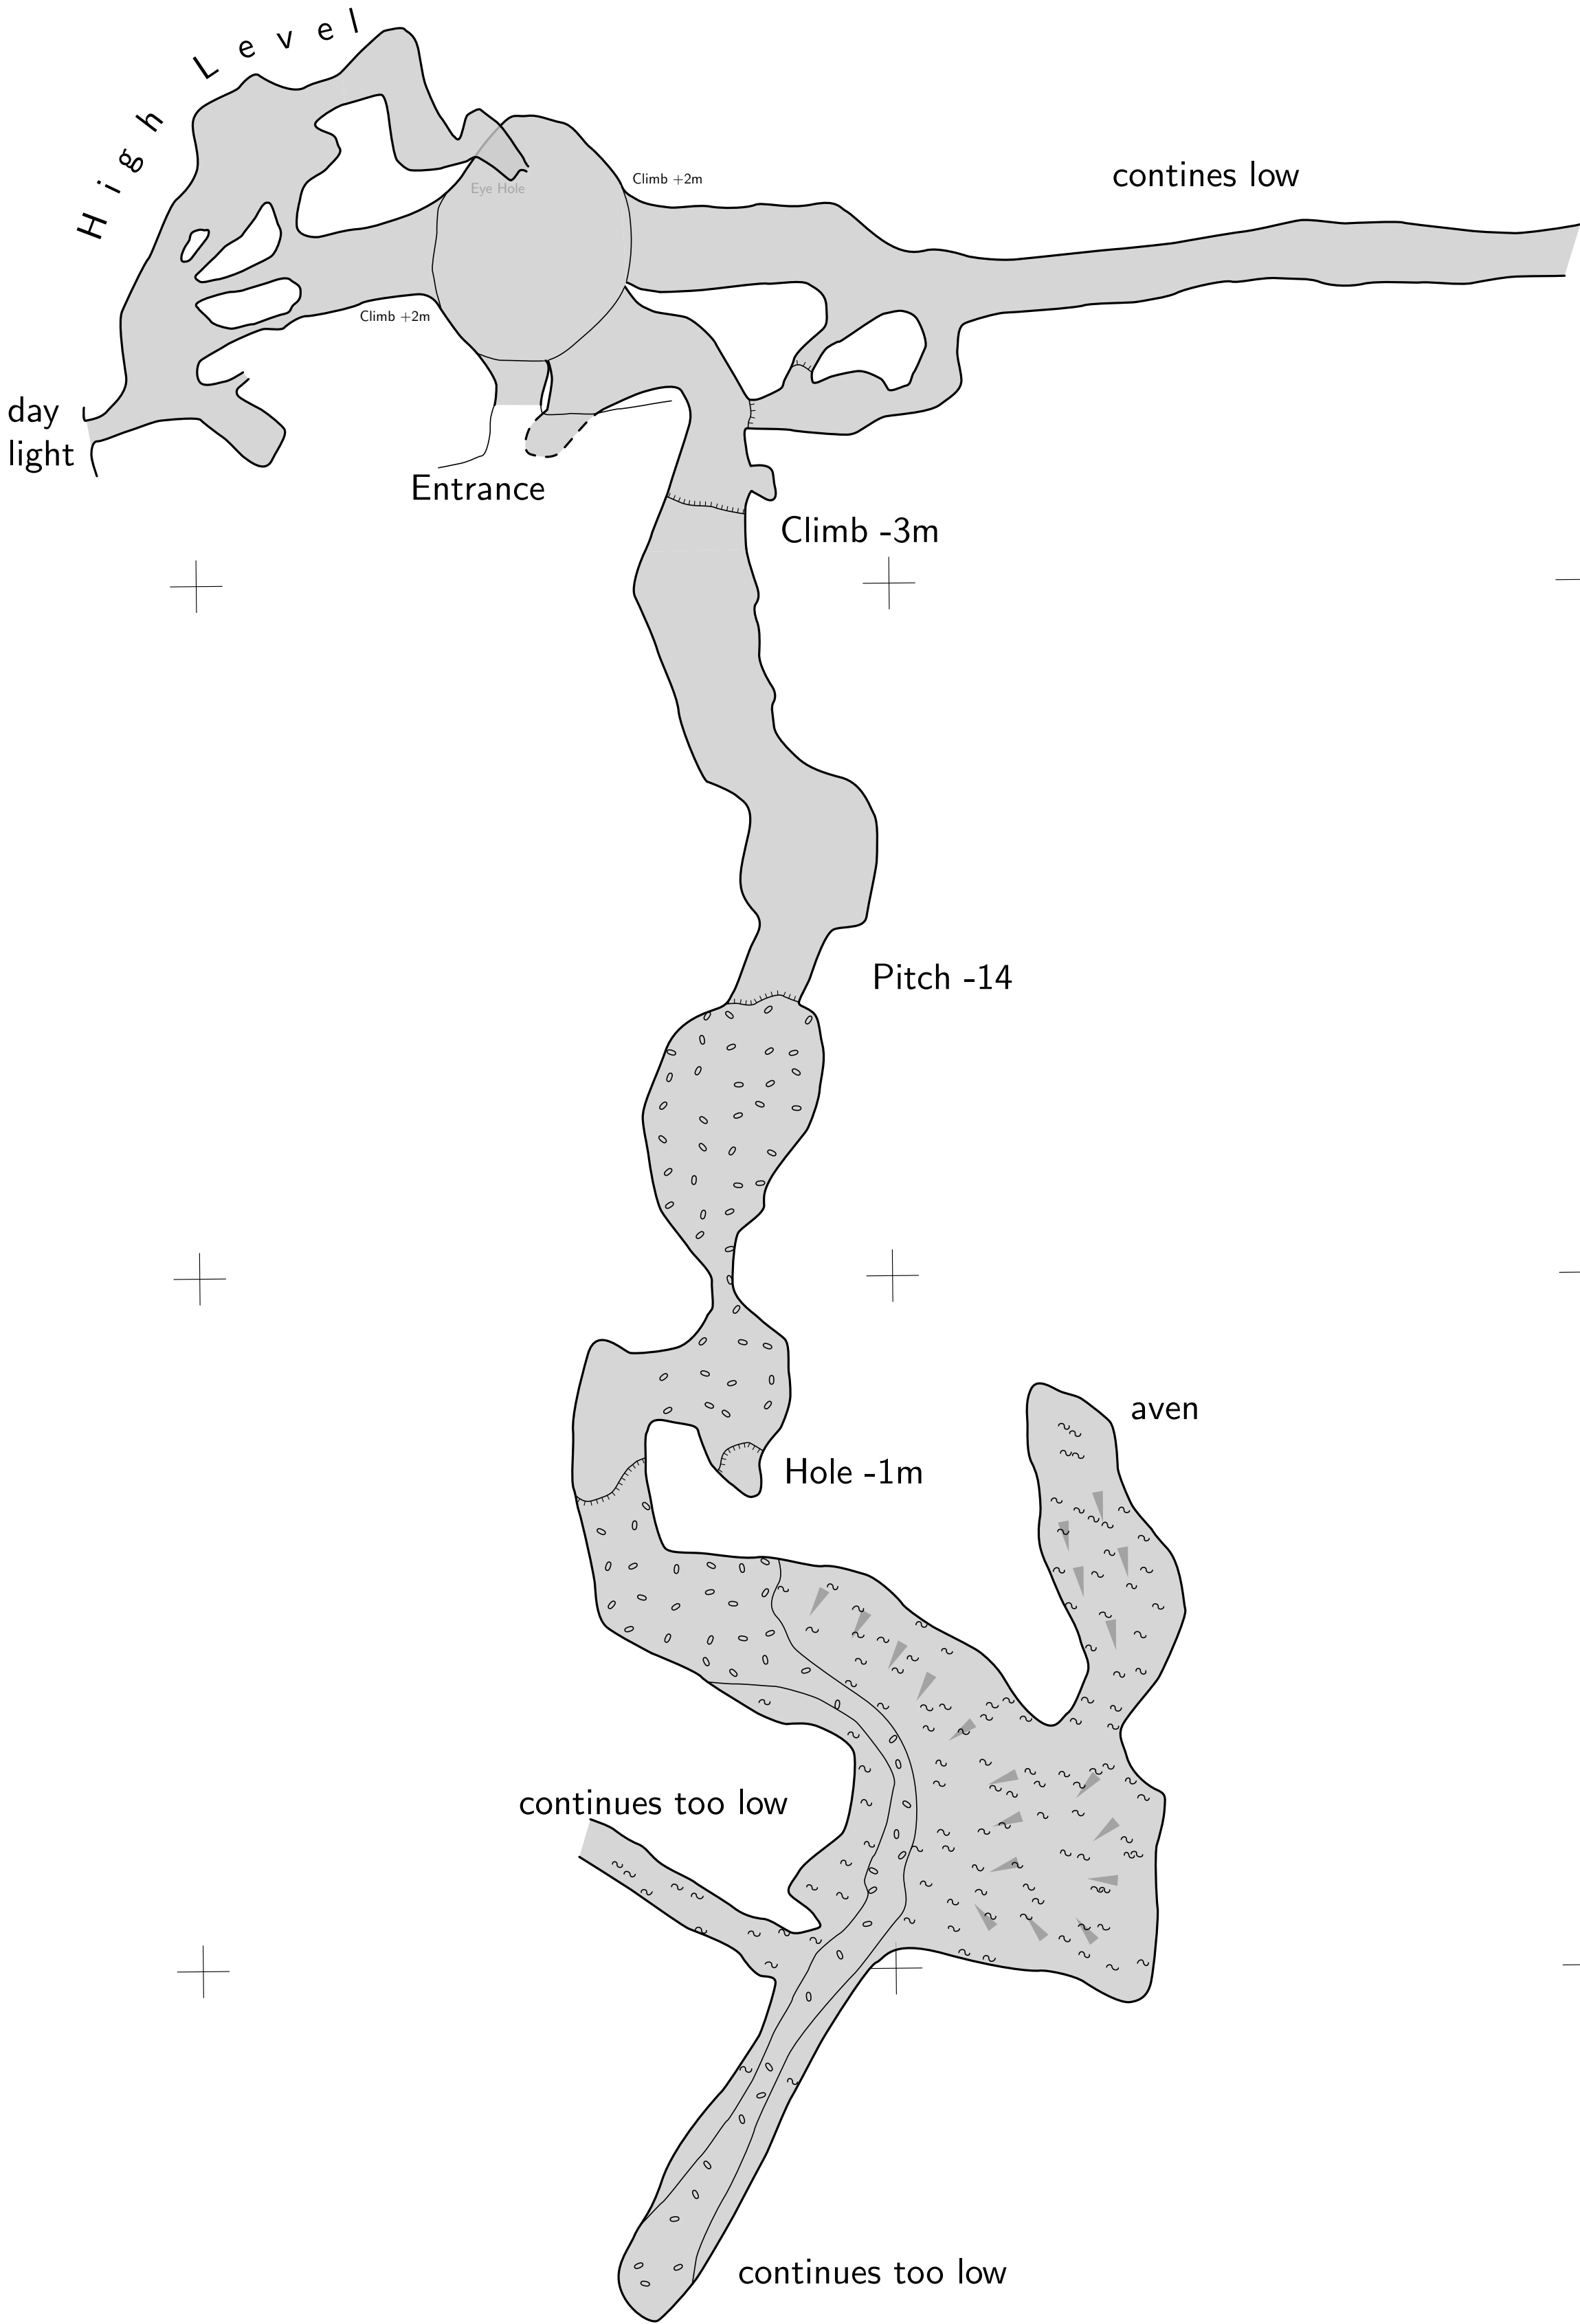 High Level
Eye Hole
Climb +2m
contines low
Climb +2m
day
light
Entrance
Climb -3m
Pitch -14
aven
Hole -1m
continues too low
continues too low